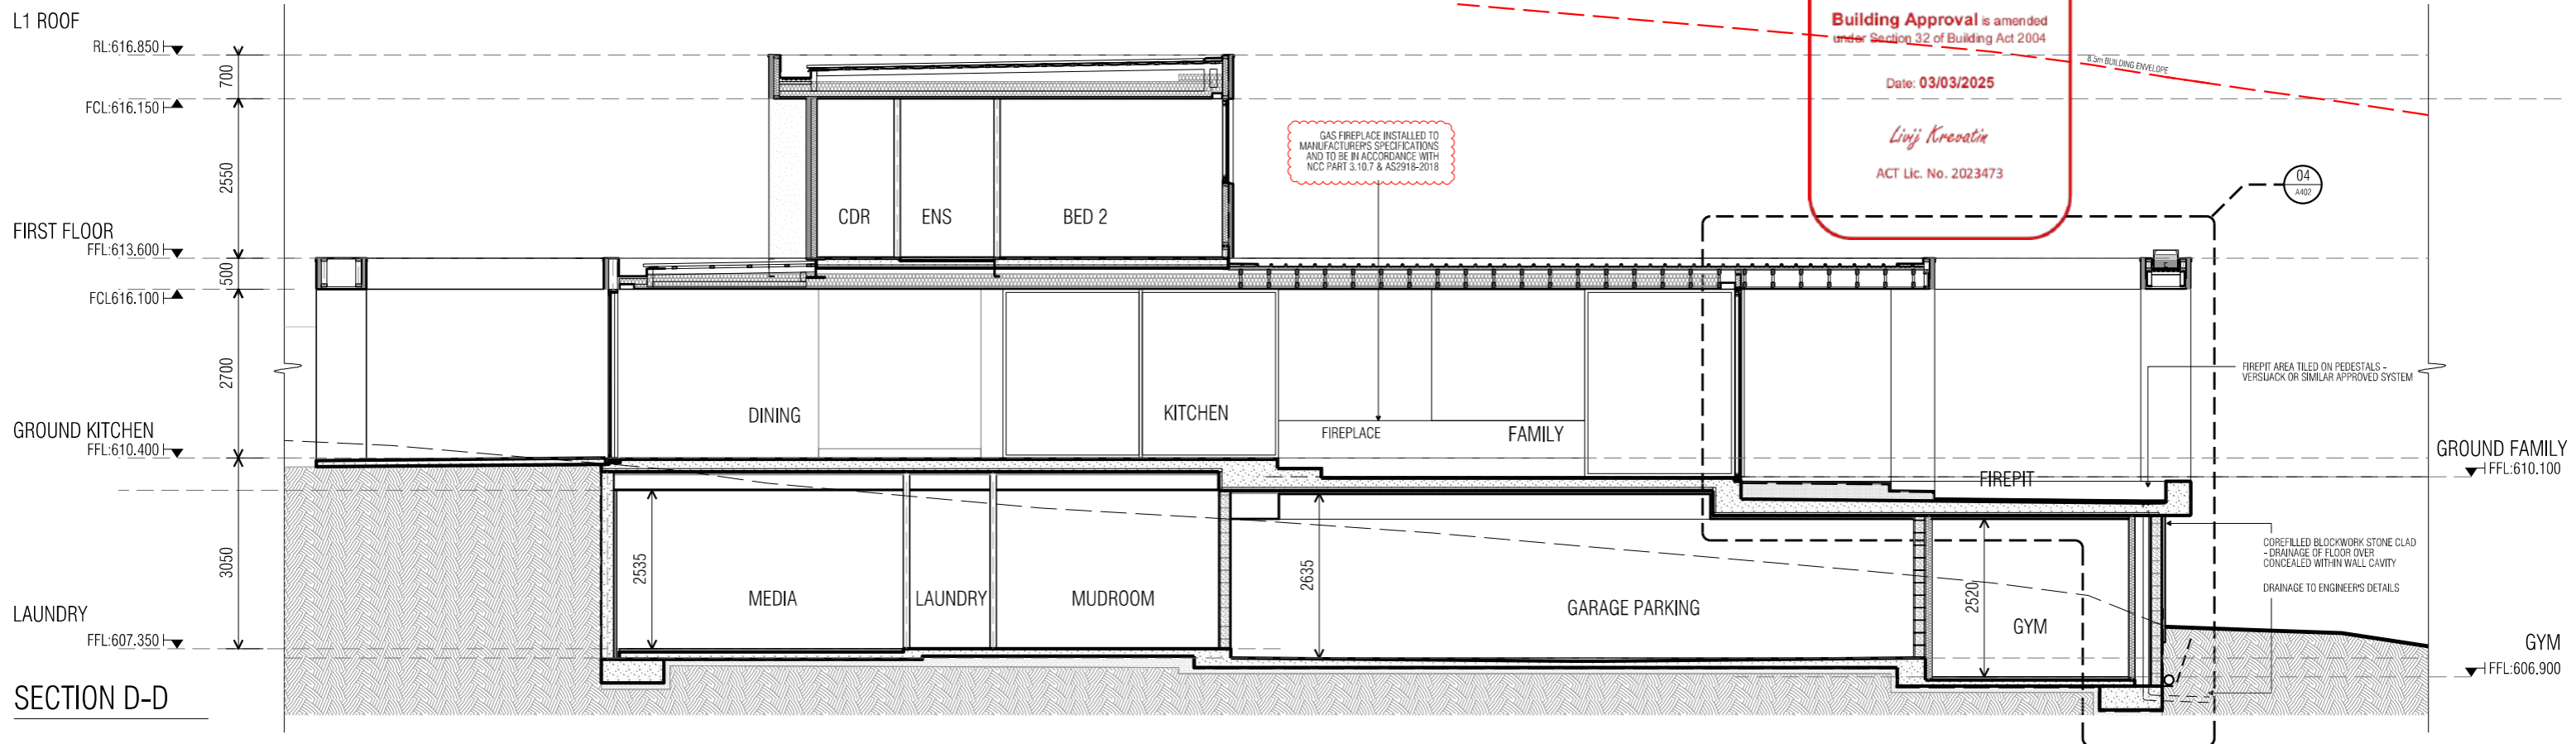 L1 ROOF
RL:616.850
700
FCL:616.150
2550
FIRST FLOOR
FFL:613.600
500
FCL616.100
2700
GROUND KITCHEN
FFL:610.400
3050
LAUNDRY
FFL:607.350
SECTION D-D
Building Approval is amended
under Section 32 of Building Act 2004
Date: 03/03/2025
Livij Krevatin
ACT Lic. No. 2023473
8.5m BUILDING ENVELOPE
04
A402
GAS FIREPLACE INSTALLED TO
MANUFACTURER'S SPECIFICATIONS
AND TO BE IN ACCORDANCE WITH
NCC PART 3.10.7 & AS2918-2018
CDR
ENS
BED 2
DINING
KITCHEN
FIREPLACE
FAMILY
FIREPIT
FIREPIT AREA TILED ON PEDESTALS -
VERSIJACK OR SIMILAR APPROVED SYSTEM
GROUND FAMILY
FFL:610.100
2535
MEDIA
LAUNDRY
MUDROOM
2635
GARAGE PARKING
2520
GYM
COREFILLED BLOCKWORK STONE CLAD
- DRAINAGE OF FLOOR OVER
CONCEALED WITHIN WALL CAVITY
DRAINAGE TO ENGINEER'S DETAILS
GYM
FFL:606.900